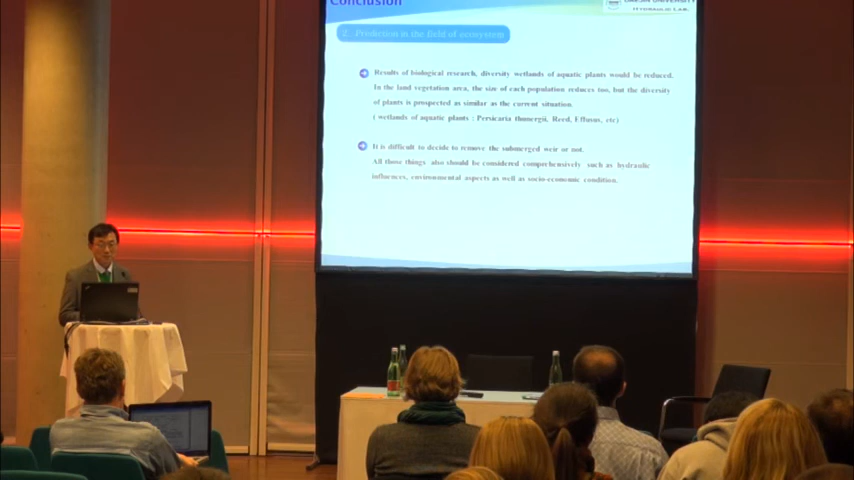 Conclusion
UNIVERSITY
2. Prediction in the field of ecosystem
Results of biological research, diversity wetlands of aquatic plants would be reduced.
In the land vegetation area, the size of each population reduces too, but the diversity
of plants is prospected as similar as the current situation.
( wetlands of aquatic plants : Persicaria thunergii, Reed, Effusus, etc)
It is difficult to decide to remove the submerged weir or not.
All those things also should be considered comprehensively such as hydraulic
influences, environmental aspects as well as socio-economic condition.